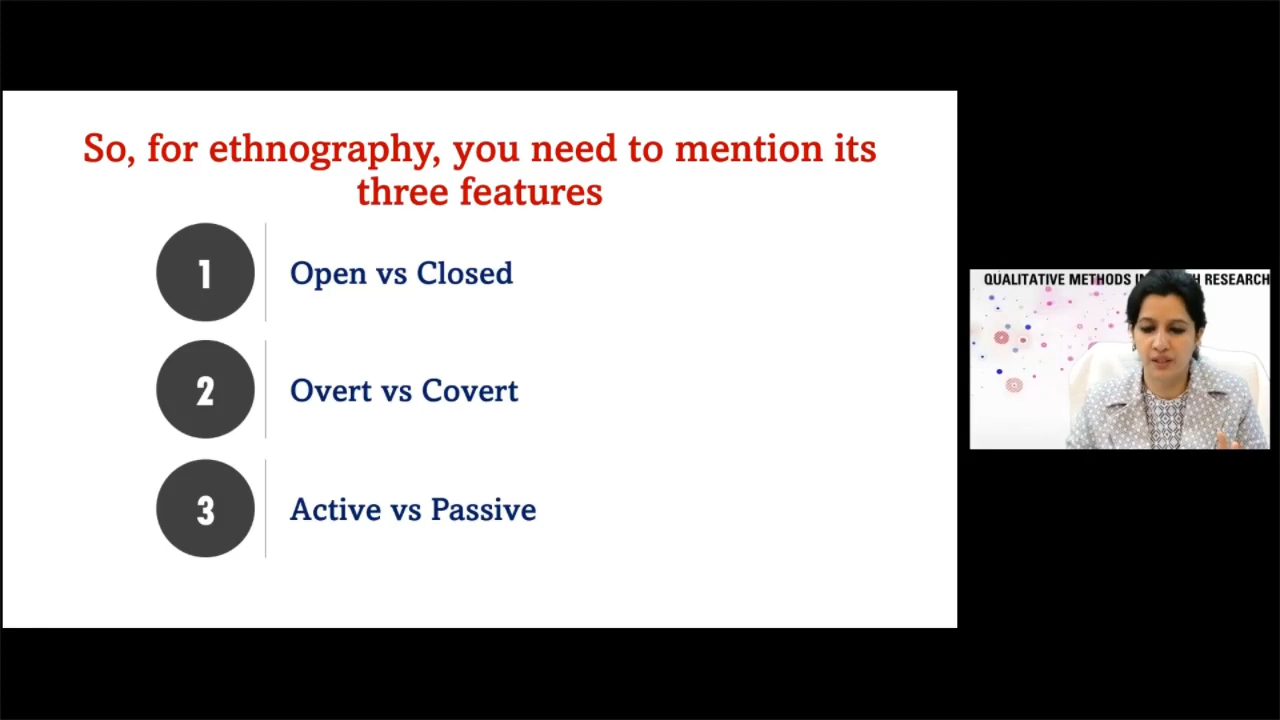 So, for ethnography, you need to mention its
three features
1
Open vs Closed
2
Overt vs Covert
3
Active vs Passive
QUALITATIVE METHODS RESEARCH